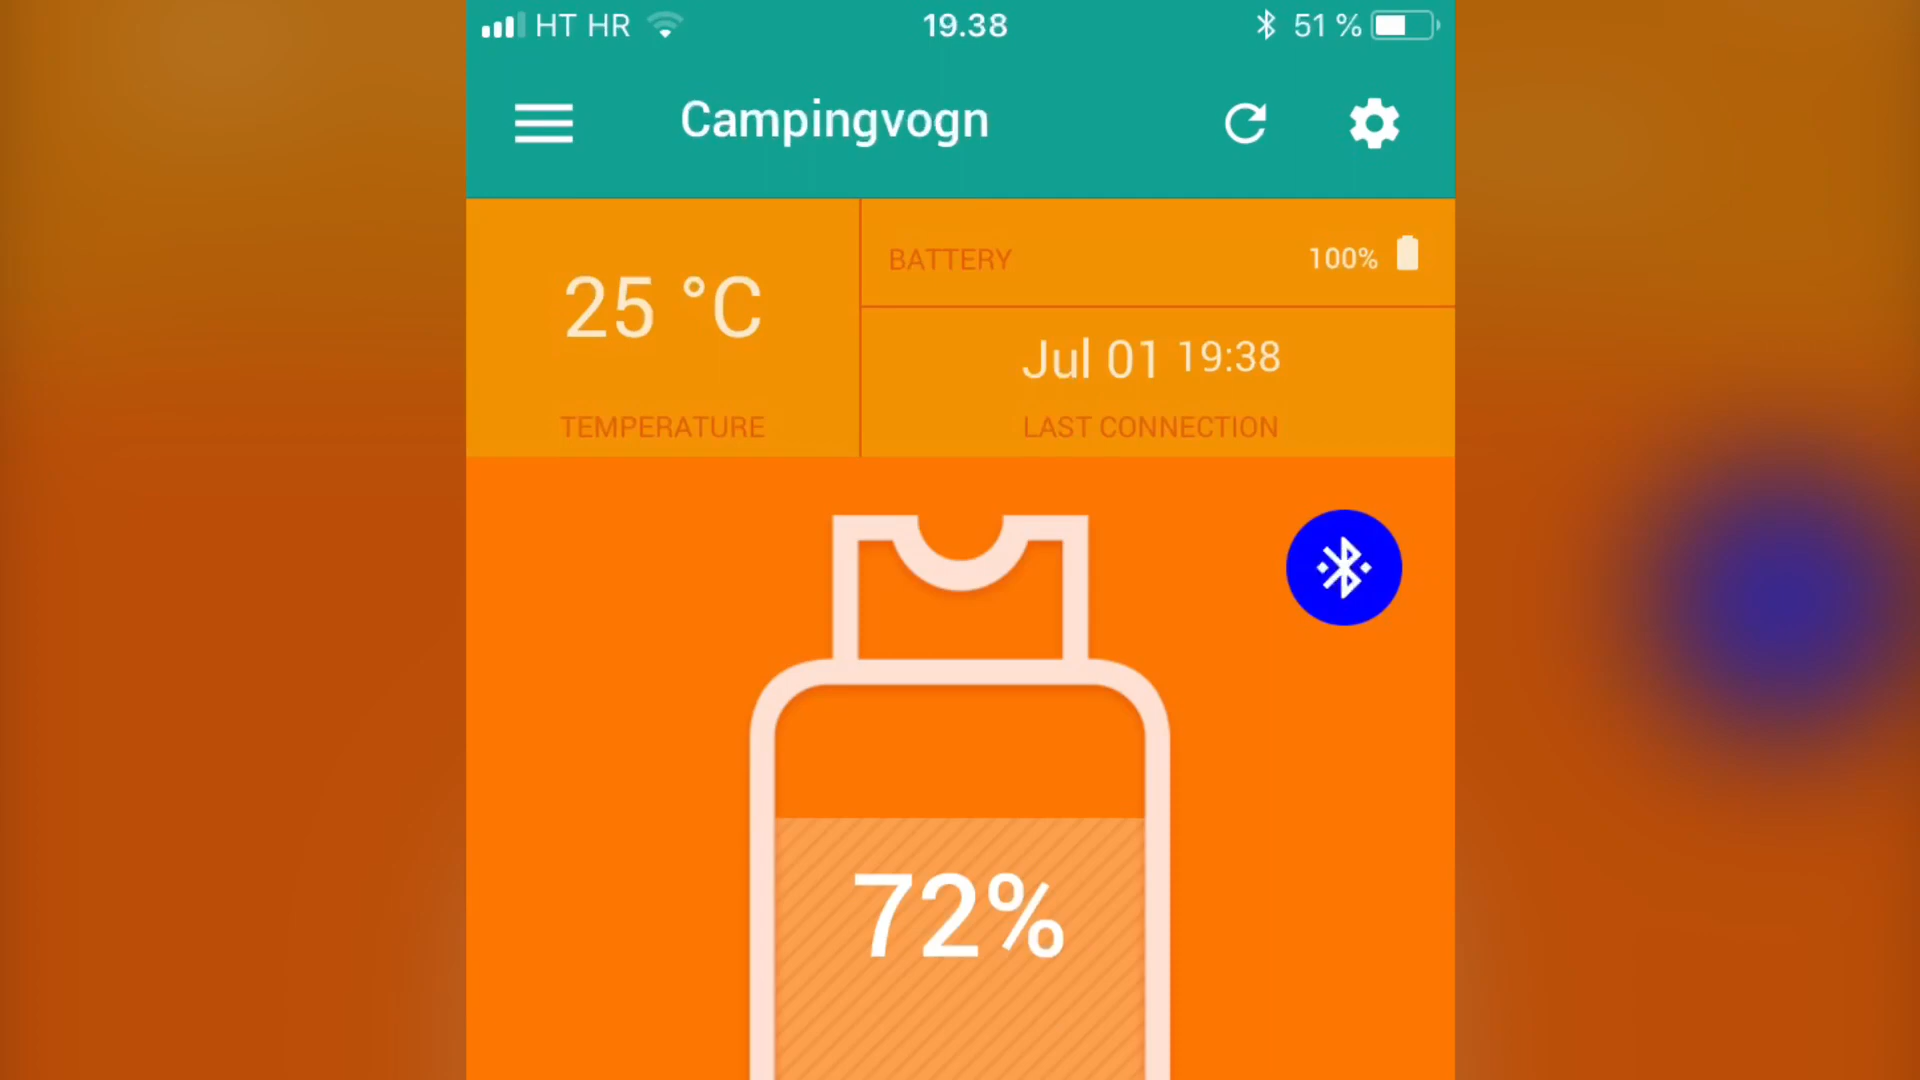 HT HR 19.38 51 %
Campingvogn
25 °C
TEMPERATURE
BATTERY 100%
Jul 01 19:38
LAST CONNECTION
72%